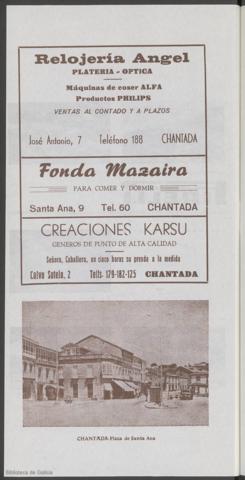 Relojería Angel
PLATERIA - OPTICA
Máquinas de coser ALFA
Productos PHILIPS
VENTAS AL CONTADO Y A PLAZOS
José Antonio, 7 Teléfono 188 CHANTADA
Fonda Mazaira
PARA COMER Y DORMIR
Santa Ana, 9 Tel. 60 CHANTADA
CREACIONES KARSU
GENEROS DE PUNTO DE ALTA CALIDAD
Señora, Caballero, en cinco horas su prenda a la medida
Calvo Sotelo, 2 Telfs. 179-182-125 CHANTADA
CHANTADA-Plaza de Santa Ana
Biblioteca de Galicia